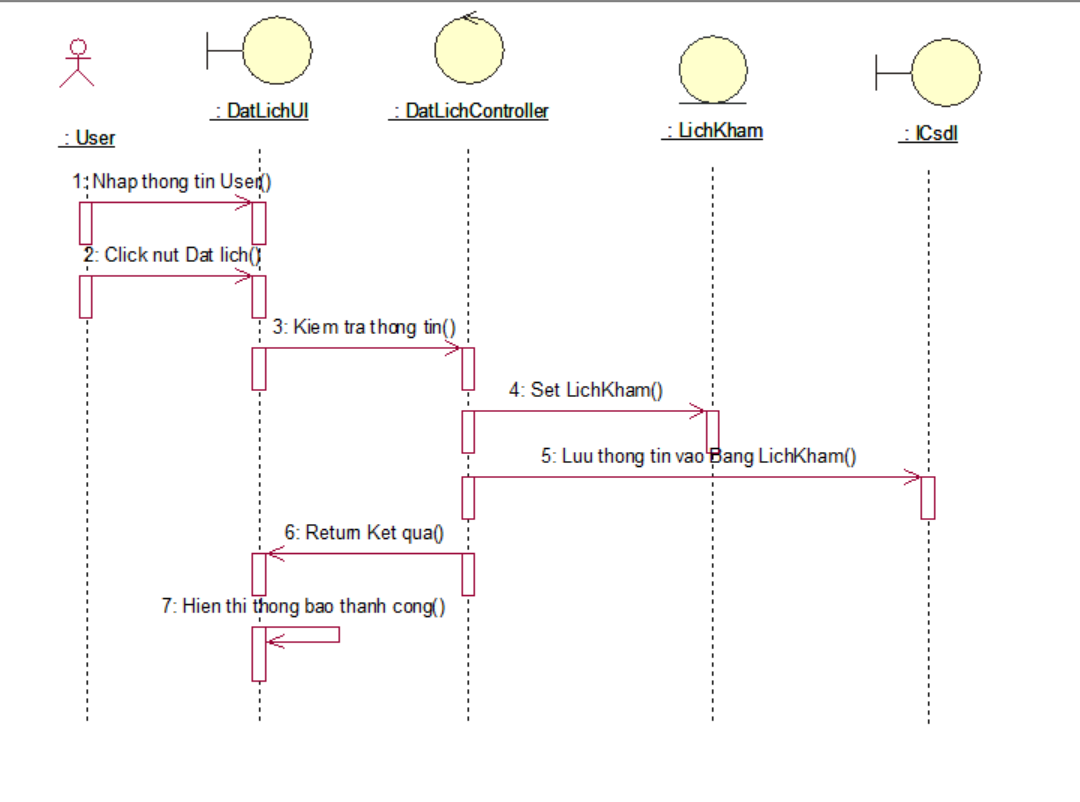 : DatLichUI
: DatLichController
: LichKham
: ICsdl
: User
1: Nhap thong tin User()
2: Click nut Dat lich()
3: Kiem tra thong tin()
4: Set LichKham()
5: Luu thong tin vao Bang LichKham()
6: Return Ket qua()
7: Hien thi thong bao thanh cong()